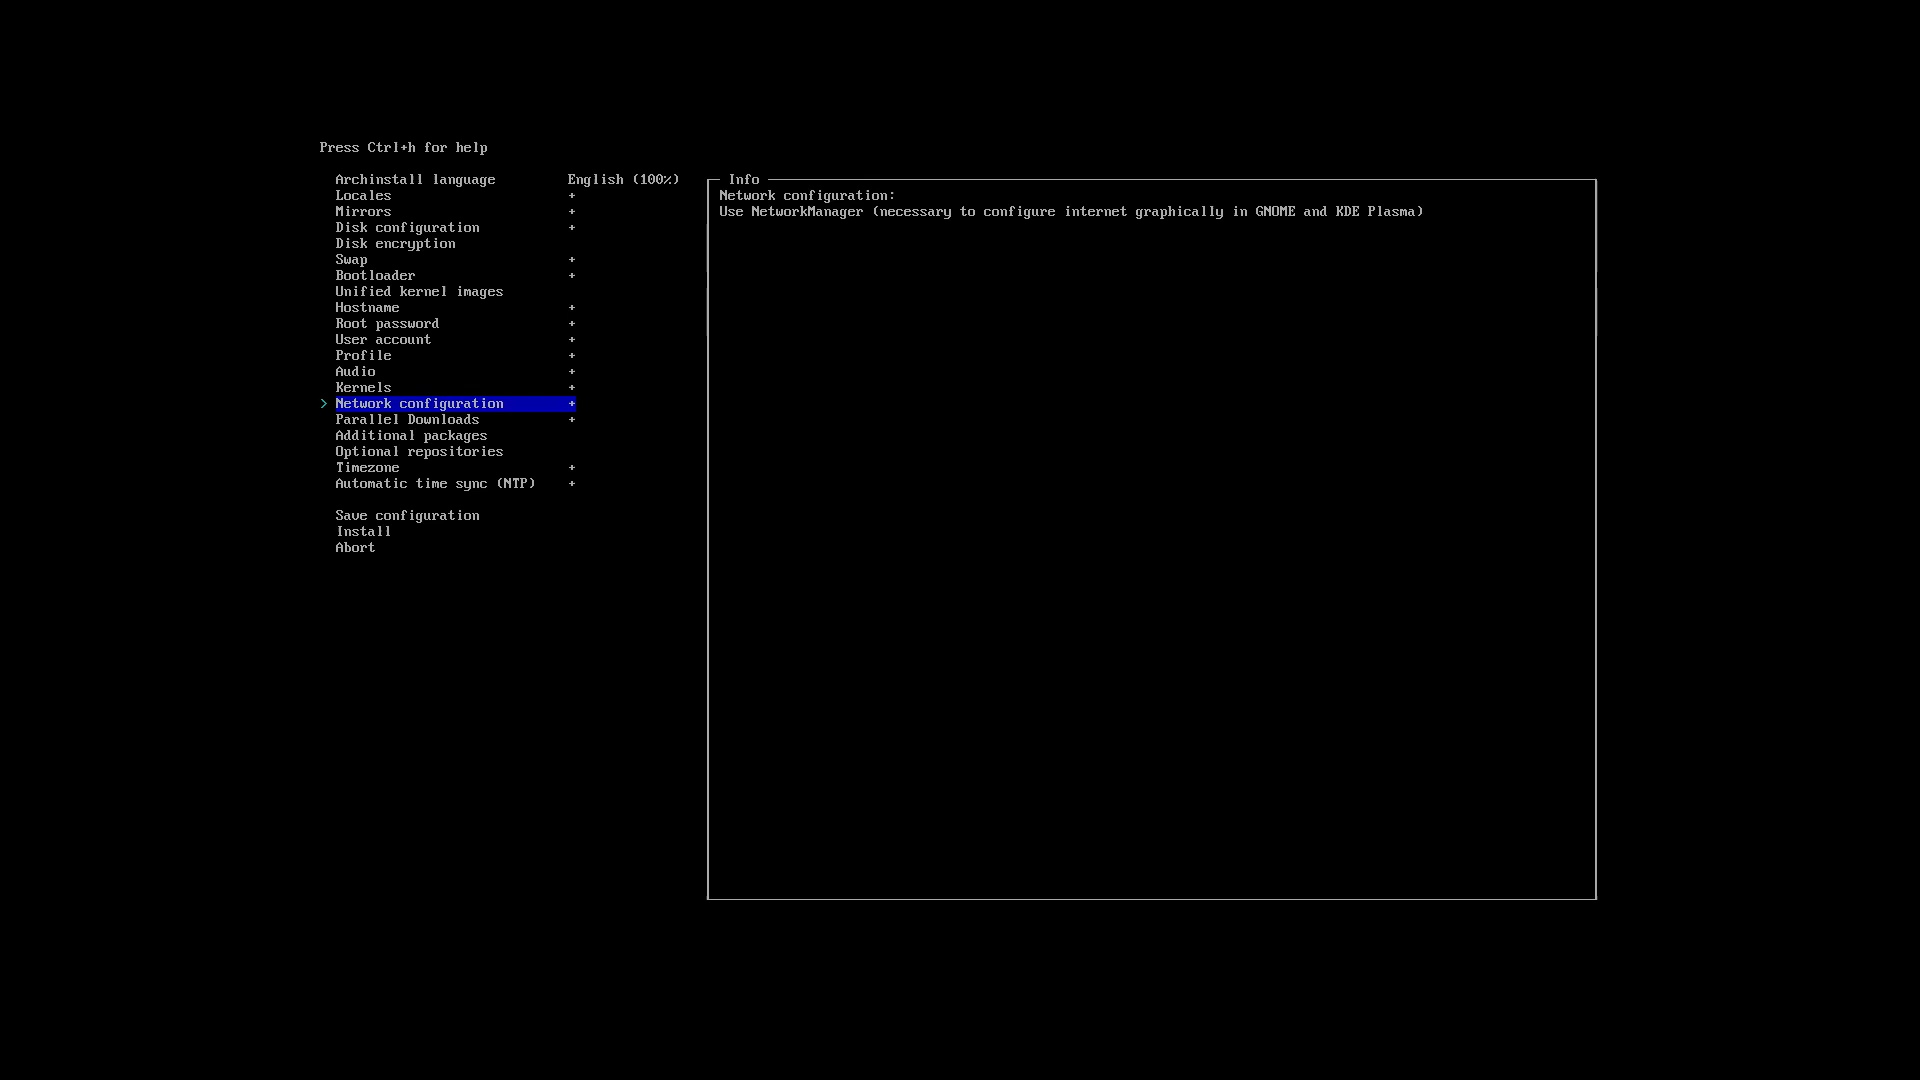 Press Ctrl+h for help
Archinstall language English (100%)
Locales +
Mirrors +
Disk configuration +
Disk encryption
Swap +
Bootloader +
Unified kernel images
Hostname +
Root password +
User account +
Profile +
Audio +
Kernels +
> Network configuration +
Parallel Downloads +
Additional packages
Optional repositories
Timezone +
Automatic time sync (NTP) +
Save configuration
Install
Abort
Info
Network configuration:
Use NetworkManager (necessary to configure internet graphically in GNOME and KDE Plasma)